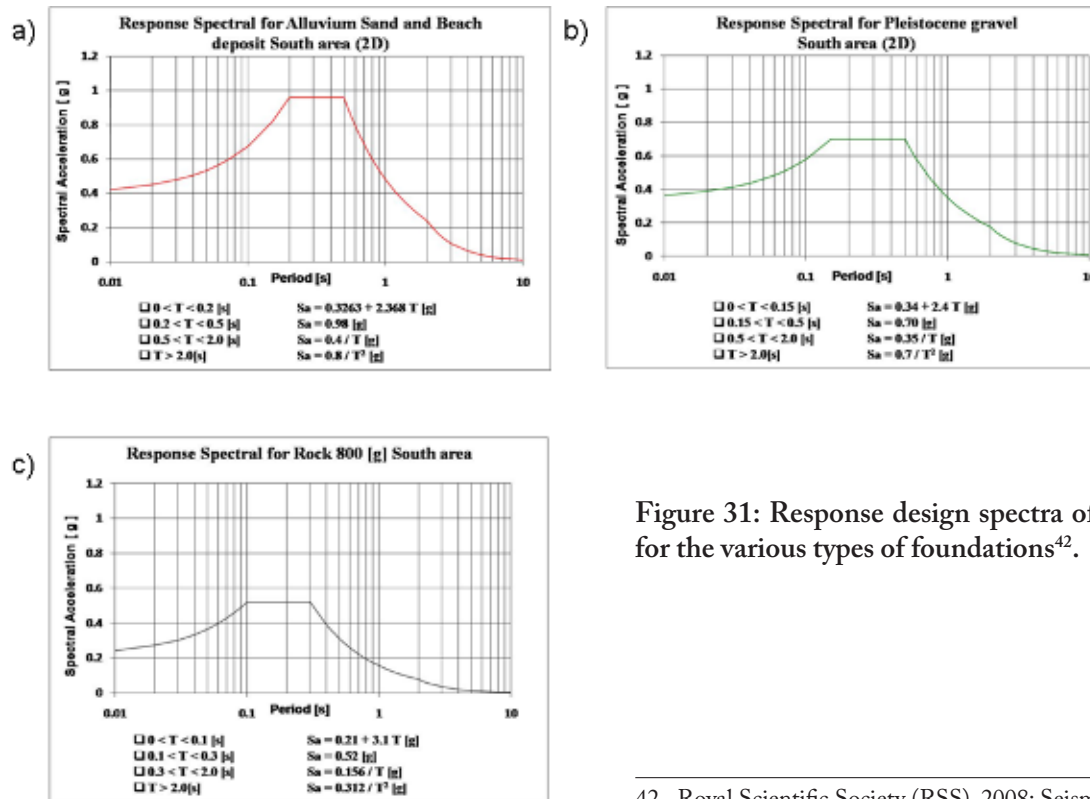 a)
Response Spectral for Alluvium Sand and Beach
deposit South area (2D)
Spectral Acceleration [ g ]
1.2
1
0.8
0.6
0.4
0.2
0
0.01
0.1
Period [s]
1
10
❑ 0 < T < 0.2 [s] Sa = 0.3263 + 2.368 T [g]
❑ 0.2 < T < 0.5 [s] Sa = 0.98 [g]
❑ 0.5 < T < 2.0 [s] Sa = 0.4 / T [g]
❑ T > 2.0[s] Sa = 0.8 / T² [g]
b)
Response Spectral for Pleistocene gravel
South area (2D)
Spectral Acceleration [ g ]
1.2
1
0.8
0.6
0.4
0.2
0
0.01
0.1
Period [s]
1
10
❑ 0 < T < 0.15 [s] Sa = 0.34 + 2.4 T [g]
❑ 0.15 < T < 0.5 [s] Sa = 0.70 [g]
❑ 0.5 < T < 2.0 [s] Sa = 0.35 / T [g]
❑ T > 2.0[s] Sa = 0.7 / T² [g]
c)
Response Spectral for Rock 800 [g] South area
Spectral Acceleration [ g ]
1.2
1
0.8
0.6
0.4
0.2
0
0.01
0.1
Period [s]
1
10
❑ 0 < T < 0.1 [s] Sa = 0.21 + 3.1 T [g]
❑ 0.1 < T < 0.3 [s] Sa = 0.52 [g]
❑ 0.3 < T < 2.0 [s] Sa = 0.156 / T [g]
❑ T > 2.0[s] Sa = 0.312 / T² [g]
Figure 31: Response design spectra of
for the various types of foundations⁴².
42 Royal Scientific Society (RSS), 2008: